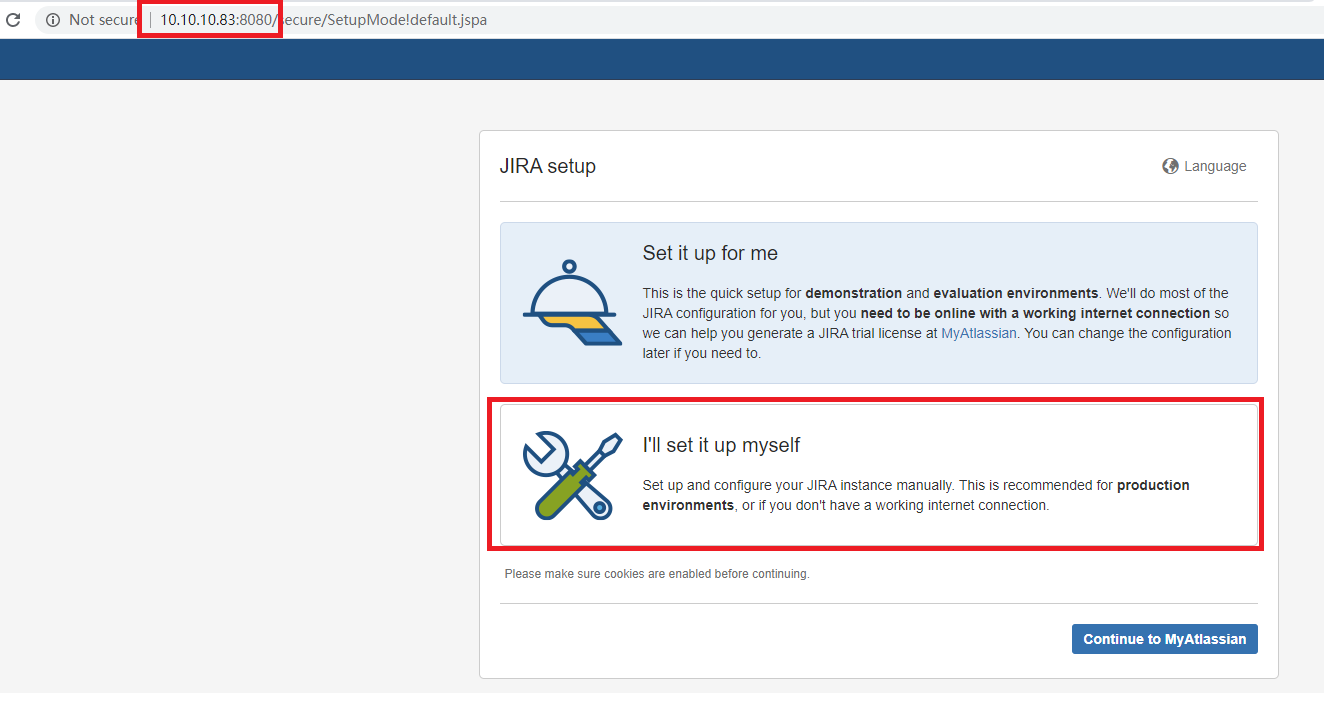 Not secure 10.10.10.83:8080/secure/SetupMode!default.jspa
JIRA setup
Language
Set it up for me
This is the quick setup for demonstration and evaluation environments. We'll do most of the
JIRA configuration for you, but you need to be online with a working internet connection so
we can help you generate a JIRA trial license at MyAtlassian. You can change the configuration
later if you need to.
I'll set it up myself
Set up and configure your JIRA instance manually. This is recommended for production
environments, or if you don't have a working internet connection.
Please make sure cookies are enabled before continuing.
Continue to MyAtlassian